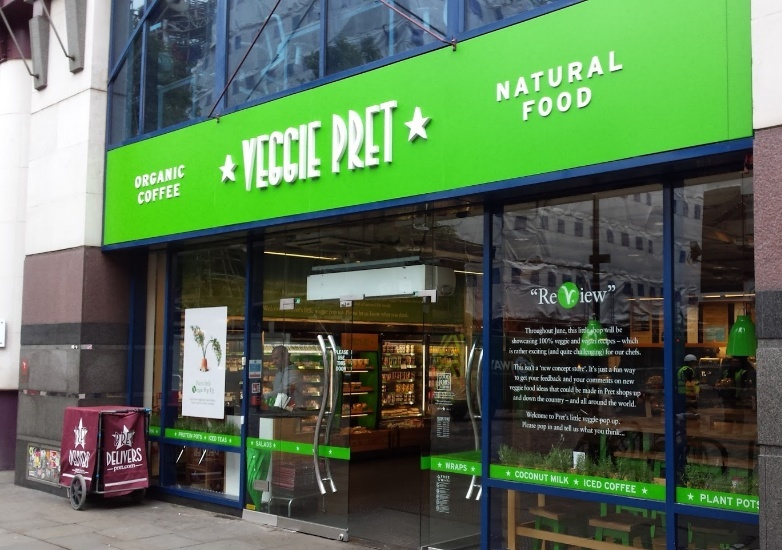 ORGANIC
COFFEE
VEGGIE PRET
NATURAL
FOOD
"ReView"
Throughout June, this little shop will be
showcasing 100% veggie and vegan recipes – which
is rather exciting (and quite challenging) for our chefs.
This isn't a 'new concept store'. It's just a fun way
to get your feedback and your comments on new
veggie food ideas that could be made in Pret shops up
and down the country – and all around the world.
Welcome to Pret's little veggie pop up.
Please pop in and tell us what you think...
PLEASE
USE
THIS
DOOR
DELIVERS
pret.com
PROTEIN POTS ★ ICED TEAS ★
★ SALADS
★ WRAPS ★
★ COCONUT MILK ★ ICED COFFEE ★
★ PLANT POTS